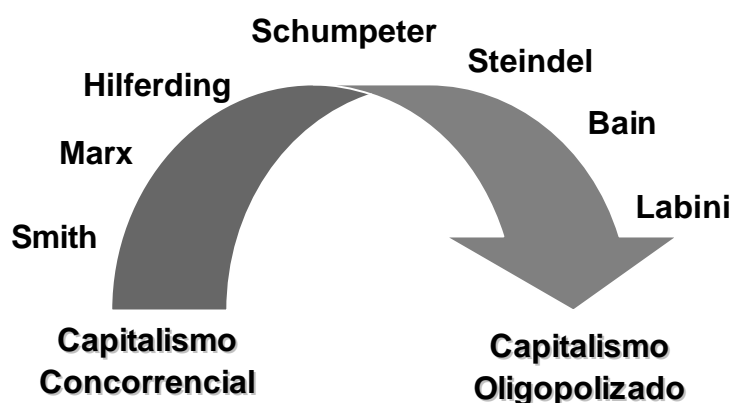 Schumpeter
Steindel
Hilferding
Bain
Marx
Labini
Smith
Capitalismo
Concorrencial
Capitalismo
Oligopolizado